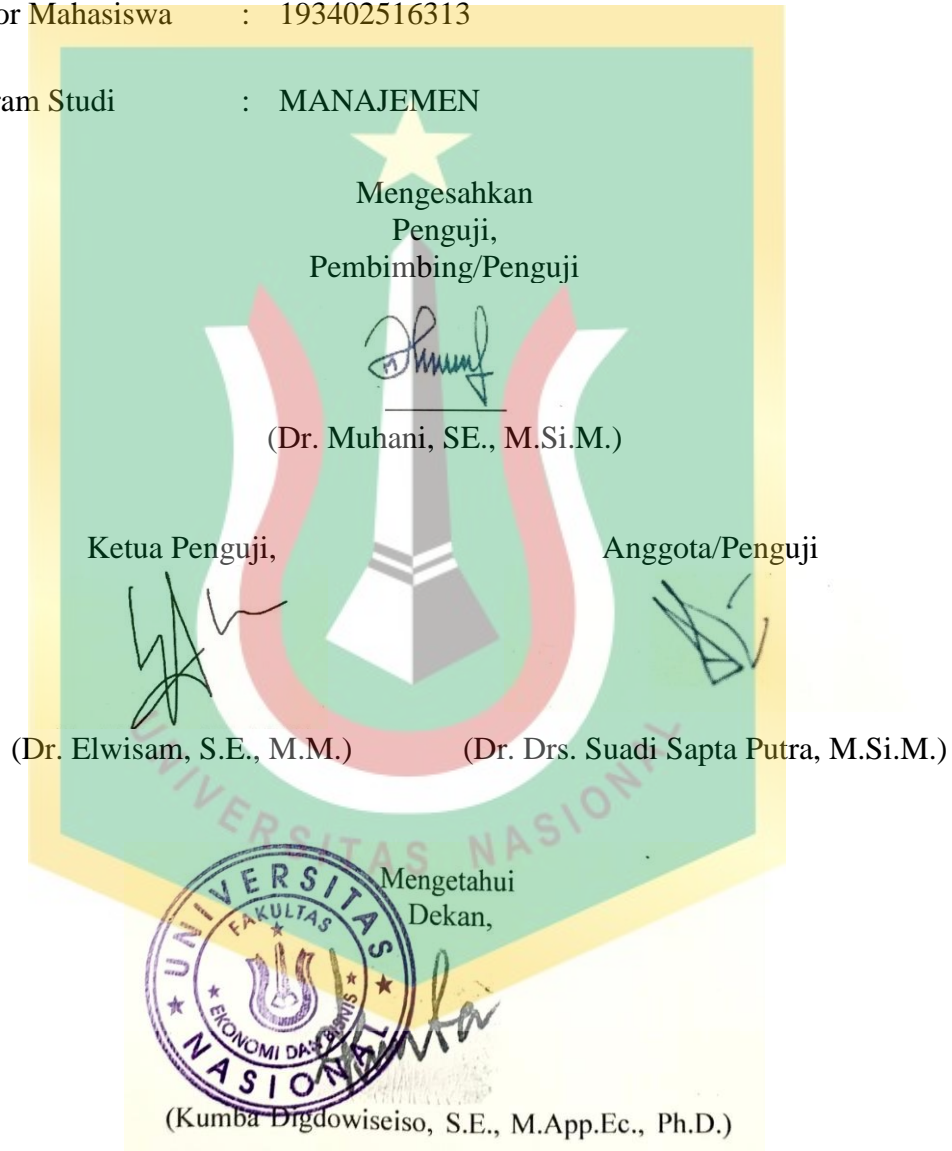 or Mahasiswa : 193402516313
ram Studi : MANAJEMEN
Mengesahkan
Penguji,
Pembimbing/Penguji
(Dr. Muhani, SE., M.Si.M.)
Ketua Penguji, Anggota/Penguji
(Dr. Elwisam, S.E., M.M.) (Dr. Drs. Suadi Sapta Putra, M.Si.M.)
UNIVERSITAS NASIONAL
Mengetahui
Dekan,
UNIVERSITAS NASIONAL
FAKULTAS
EKONOMI DAN BISNIS
(Kumba Digdowiseiso, S.E., M.App.Ec., Ph.D.)